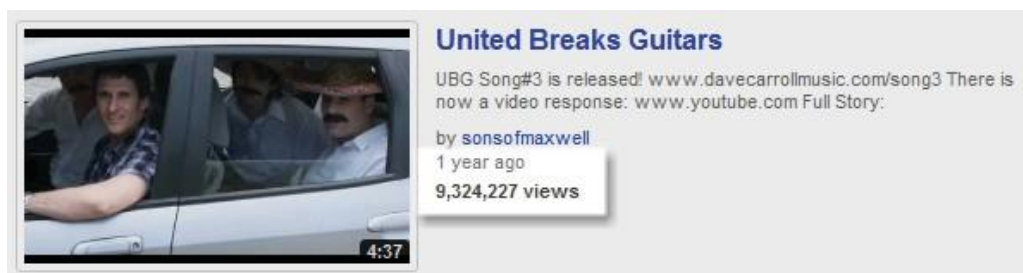 United Breaks Guitars
UBG Song#3 is released! www.davecarrollmusic.com/song3 There is
now a video response: www.youtube.com Full Story:
by sonsofmaxwell
1 year ago
9,324,227 views
4:37